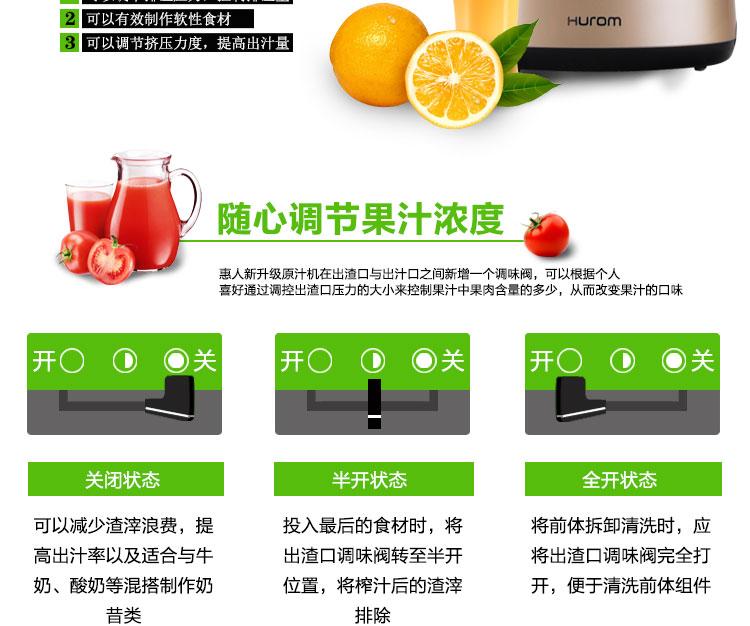 2 可以有效制作软性食材
3 可以调节挤压力度，提高出汁量
Hurom
随心调节果汁浓度
惠人新升级原汁机在出渣口与出汁口之间新增一个调味阀，可以根据个人
喜好通过调控出渣口压力的大小来控制果汁中果肉含量的多少，从而改变果汁的口味
开 关
开 关
开 关
关闭状态
可以减少渣滓浪费，提
高出汁率以及适合与牛
奶、酸奶等混搭制作奶
昔类
半开状态
投入最后的食材时，将
出渣口调味阀转至半开
位置，将榨汁后的渣滓
排除
全开状态
将前体拆卸清洗时，应
将出渣口调味阀完全打
开，便于清洗前体组件